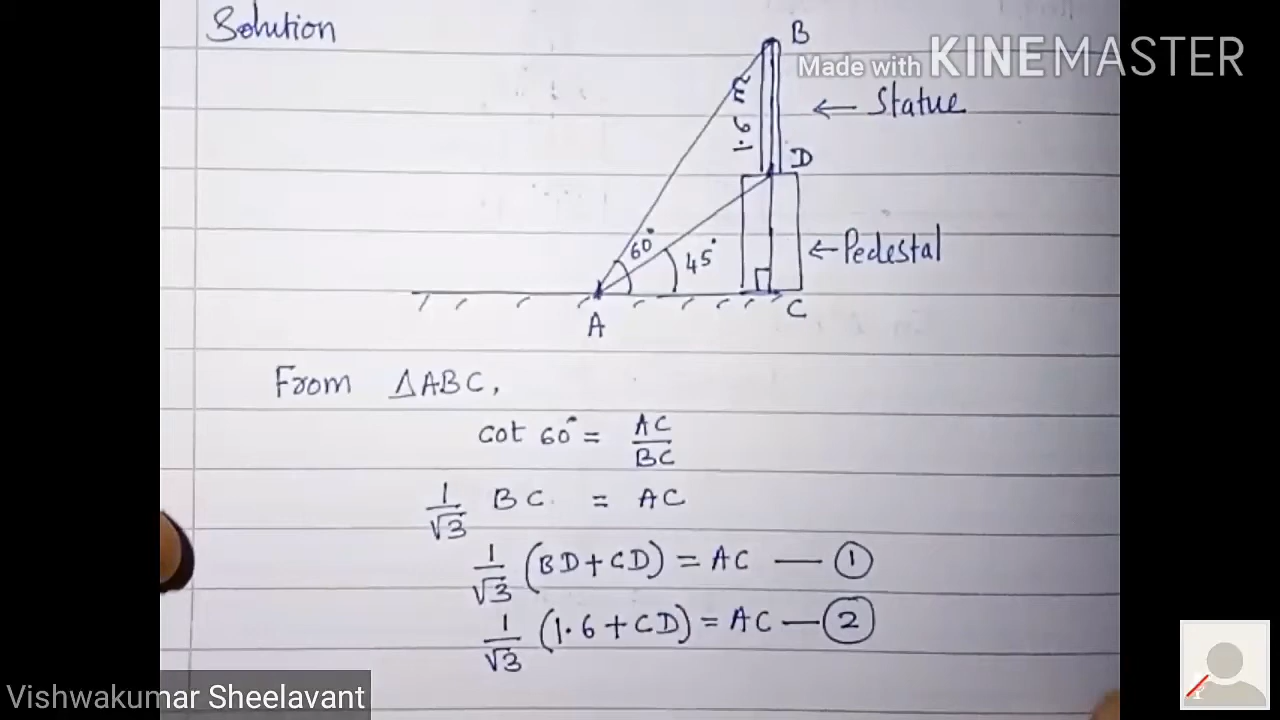 Solution
B
Made with KINEMASTER
1.6 m
← Statue
D
60°
45°
← Pedestal
A
C
From △ABC,
cot 60° = AC/BC
1/√3 BC = AC
1/√3 (BD+CD) = AC — ①
1/√3 (1.6+CD) = AC — ②
Vishwakumar Sheelavant